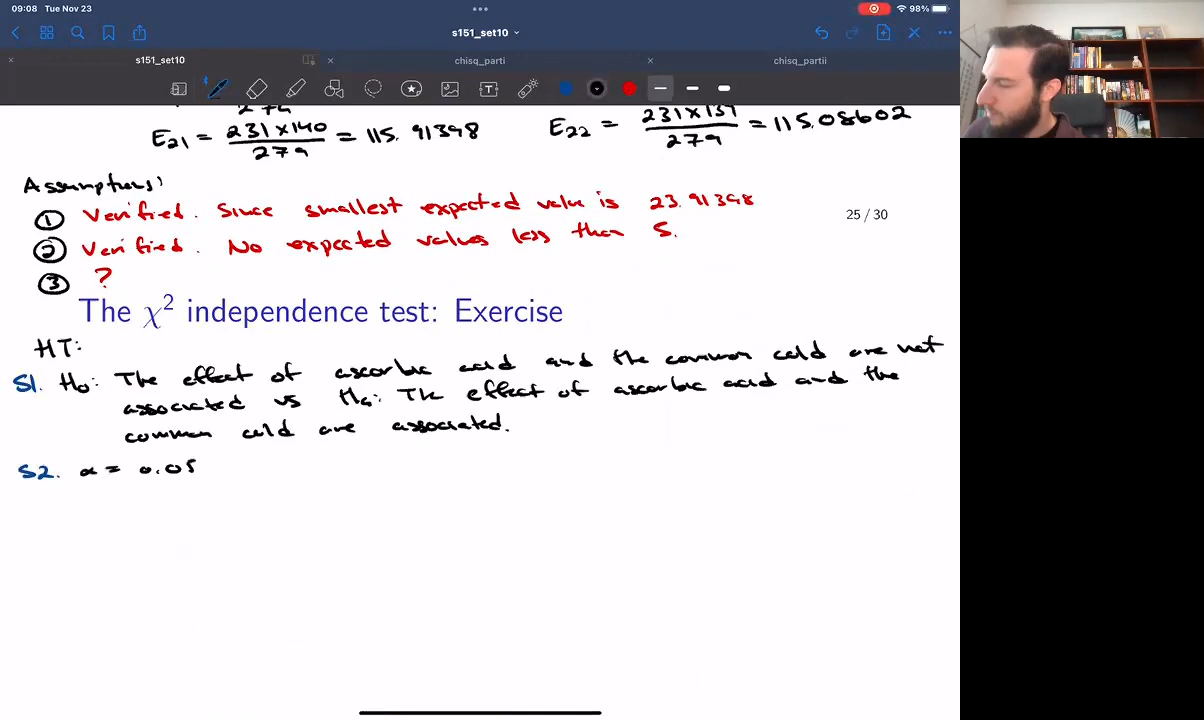 09:08 Tue Nov 23
98%
s151_set10
s151_set10
chisq_parti
chisq_partii
279
E21 = 231×140 / 279 = 115.91398
E22 = 231×139 / 279 = 115.08602
Assumptions:
① Verified. Since smallest expected value is 23.91398
25 / 30
② Verified. No expected values less than 5.
③ ?
The χ² independence test: Exercise
HT:
S1. H₀: The effect of ascorbic acid and the common cold are not
associated vs Hₐ: The effect of ascorbic acid and the
common cold are associated.
S2. α = 0.05